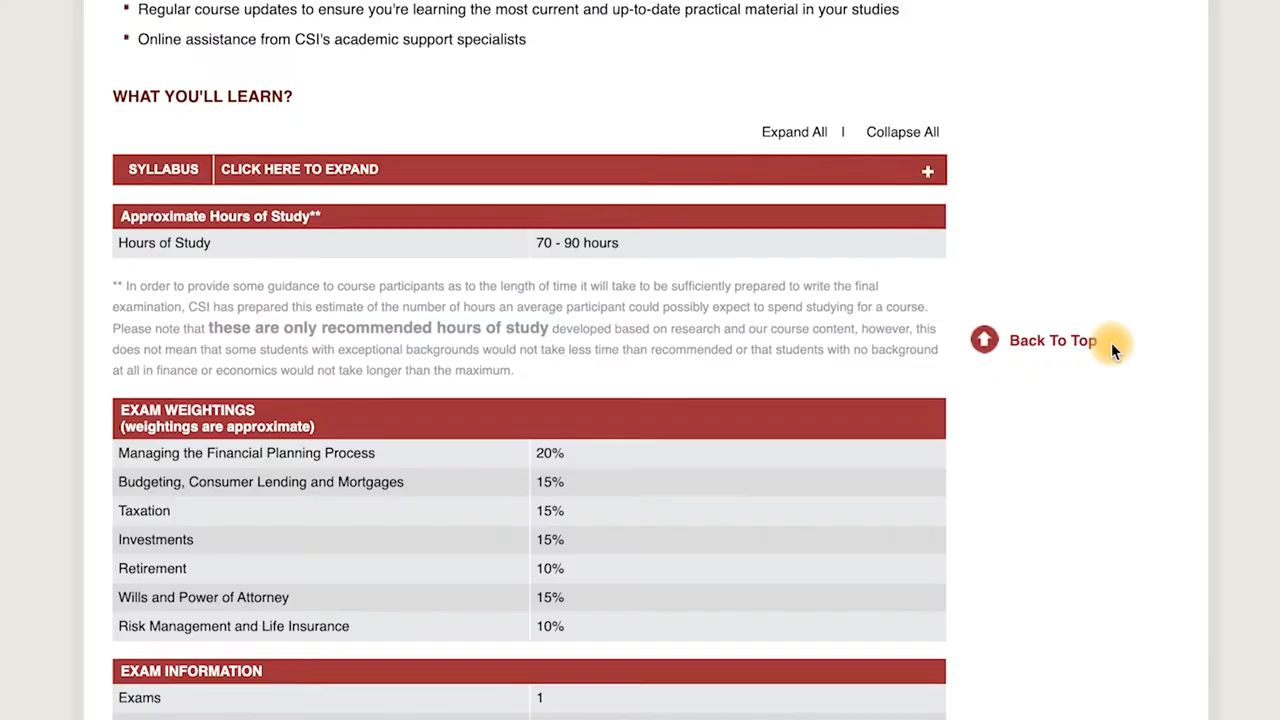 Regular course updates to ensure you're learning the most current and up-to-date practical material in your studies
Online assistance from CSI's academic support specialists
WHAT YOU'LL LEARN?
Expand All | Collapse All
SYLLABUS CLICK HERE TO EXPAND +
Approximate Hours of Study**
Hours of Study 70 - 90 hours
** In order to provide some guidance to course participants as to the length of time it will take to be sufficiently prepared to write the final
examination, CSI has prepared this estimate of the number of hours an average participant could possibly expect to spend studying for a course.
Please note that these are only recommended hours of study developed based on research and our course content, however, this
does not mean that some students with exceptional backgrounds would not take less time than recommended or that students with no background
at all in finance or economics would not take longer than the maximum.
Back To Top
EXAM WEIGHTINGS
(weightings are approximate)
Managing the Financial Planning Process 20%
Budgeting, Consumer Lending and Mortgages 15%
Taxation 15%
Investments 15%
Retirement 10%
Wills and Power of Attorney 15%
Risk Management and Life Insurance 10%
EXAM INFORMATION
Exams 1